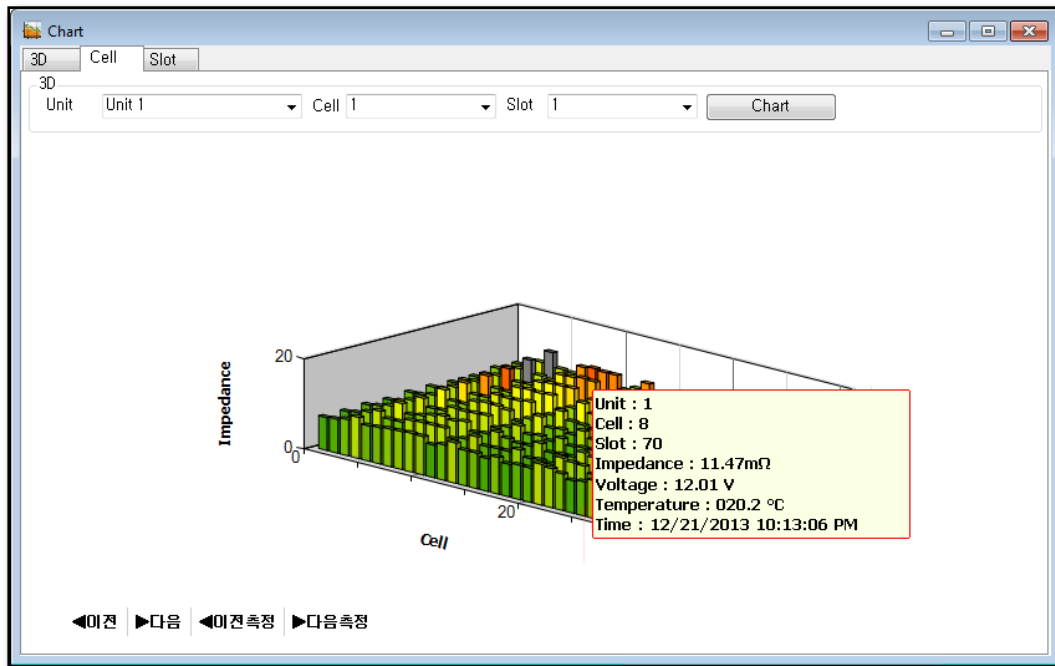 Chart
3D Cell Slot
3D
Unit Unit 1 Cell 1 Slot 1 Chart
20
Impedance
0
0
20
Cell
Unit : 1
Cell : 8
Slot : 70
Impedance : 11.47mΩ
Voltage : 12.01 V
Temperature : 020.2 °C
Time : 12/21/2013 10:13:06 PM
◀이전 ▶다음 ◀이전측정 ▶다음측정